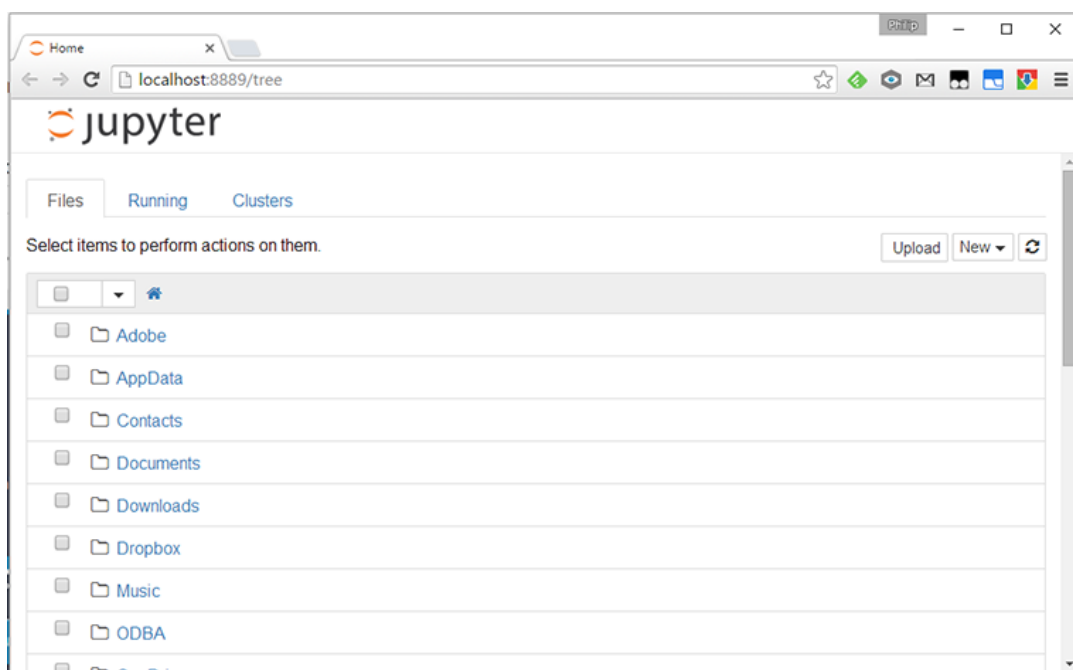 Philip
Home
localhost:8889/tree
jupyter
Files Running Clusters
Select items to perform actions on them.
Upload New
Adobe
AppData
Contacts
Documents
Downloads
Dropbox
Music
ODBA